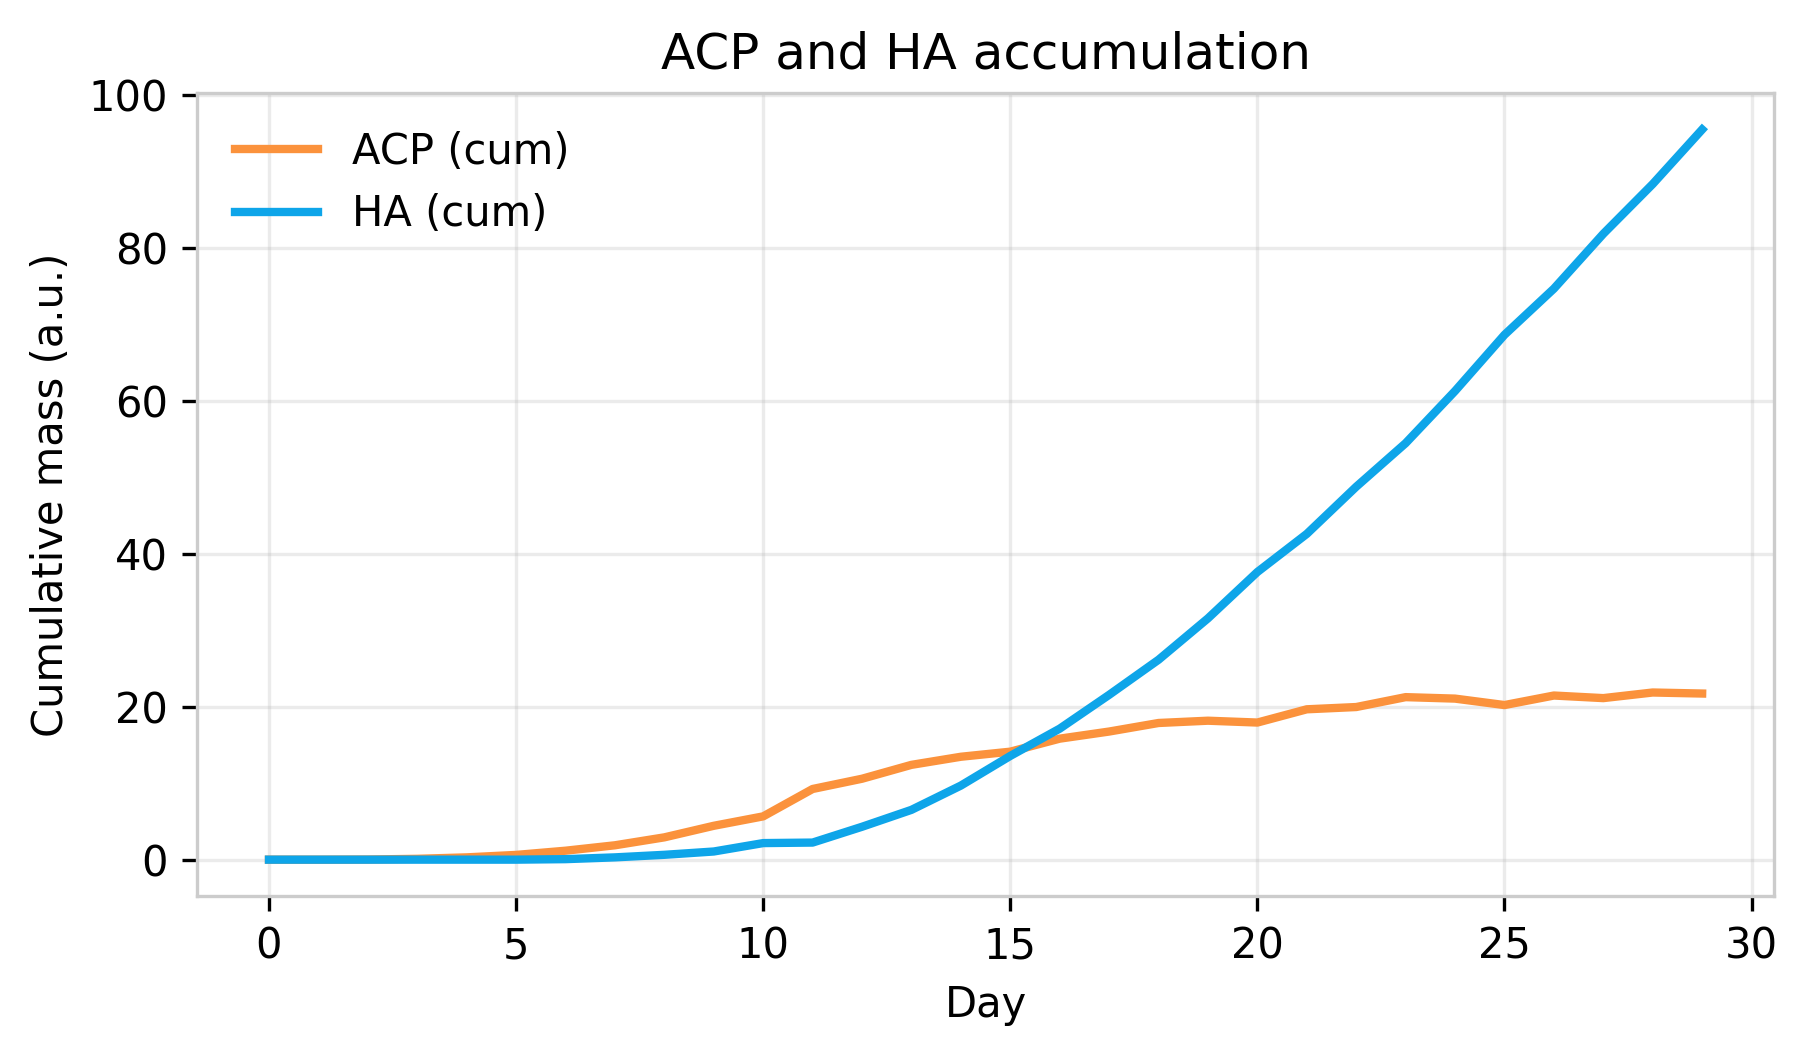 ACP and HA accumulation
ACP (cum)
HA (cum)
Cumulative mass (a.u.)
100
80
60
40
20
0
0 5 10 15 20 25 30
Day